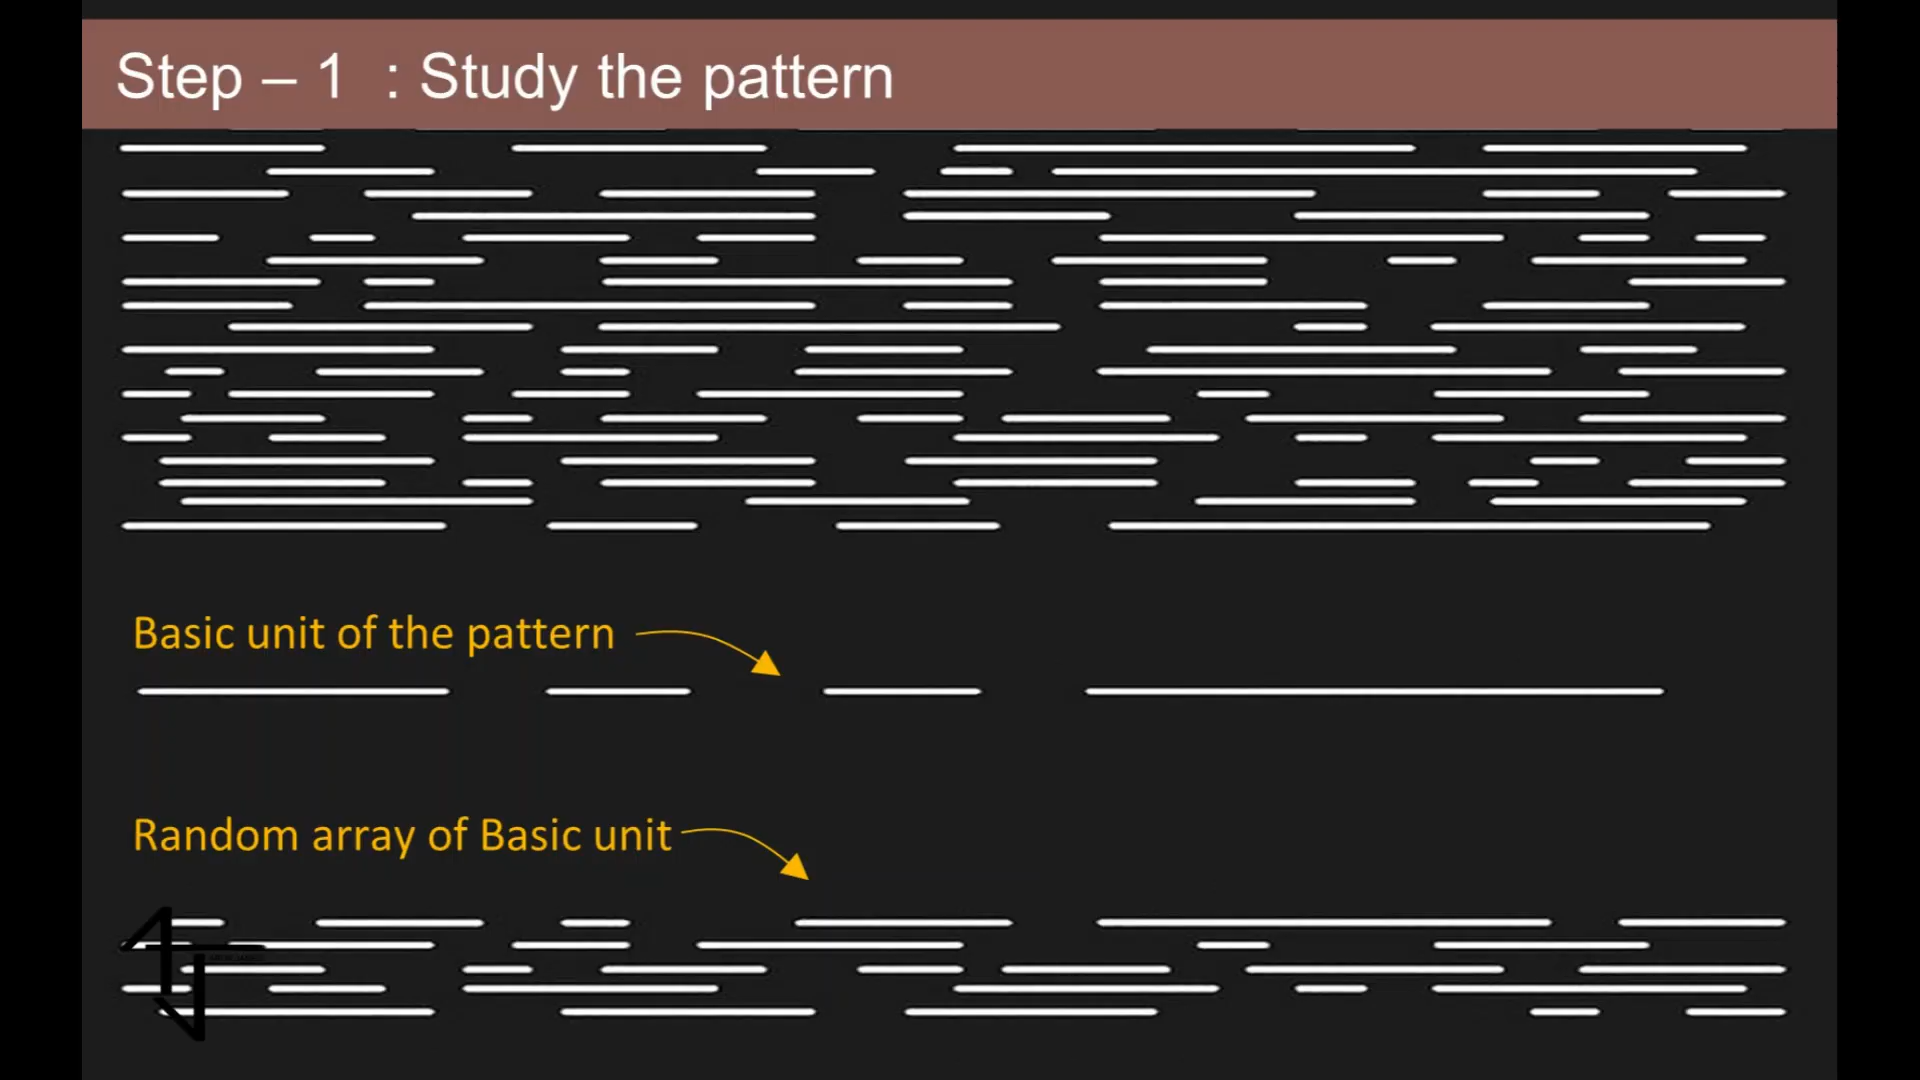 Step – 1 : Study the pattern
Basic unit of the pattern
Random array of Basic unit